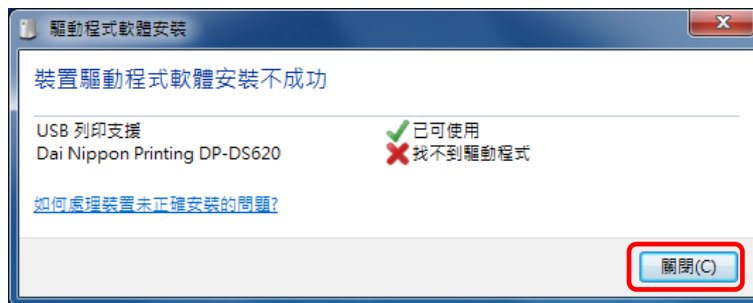 驅動程式軟體安裝
裝置驅動程式軟體安裝不成功
USB 列印支援 已可使用
Dai Nippon Printing DP-DS620 找不到驅動程式
如何處理裝置未正確安裝的問題?
關閉(C)